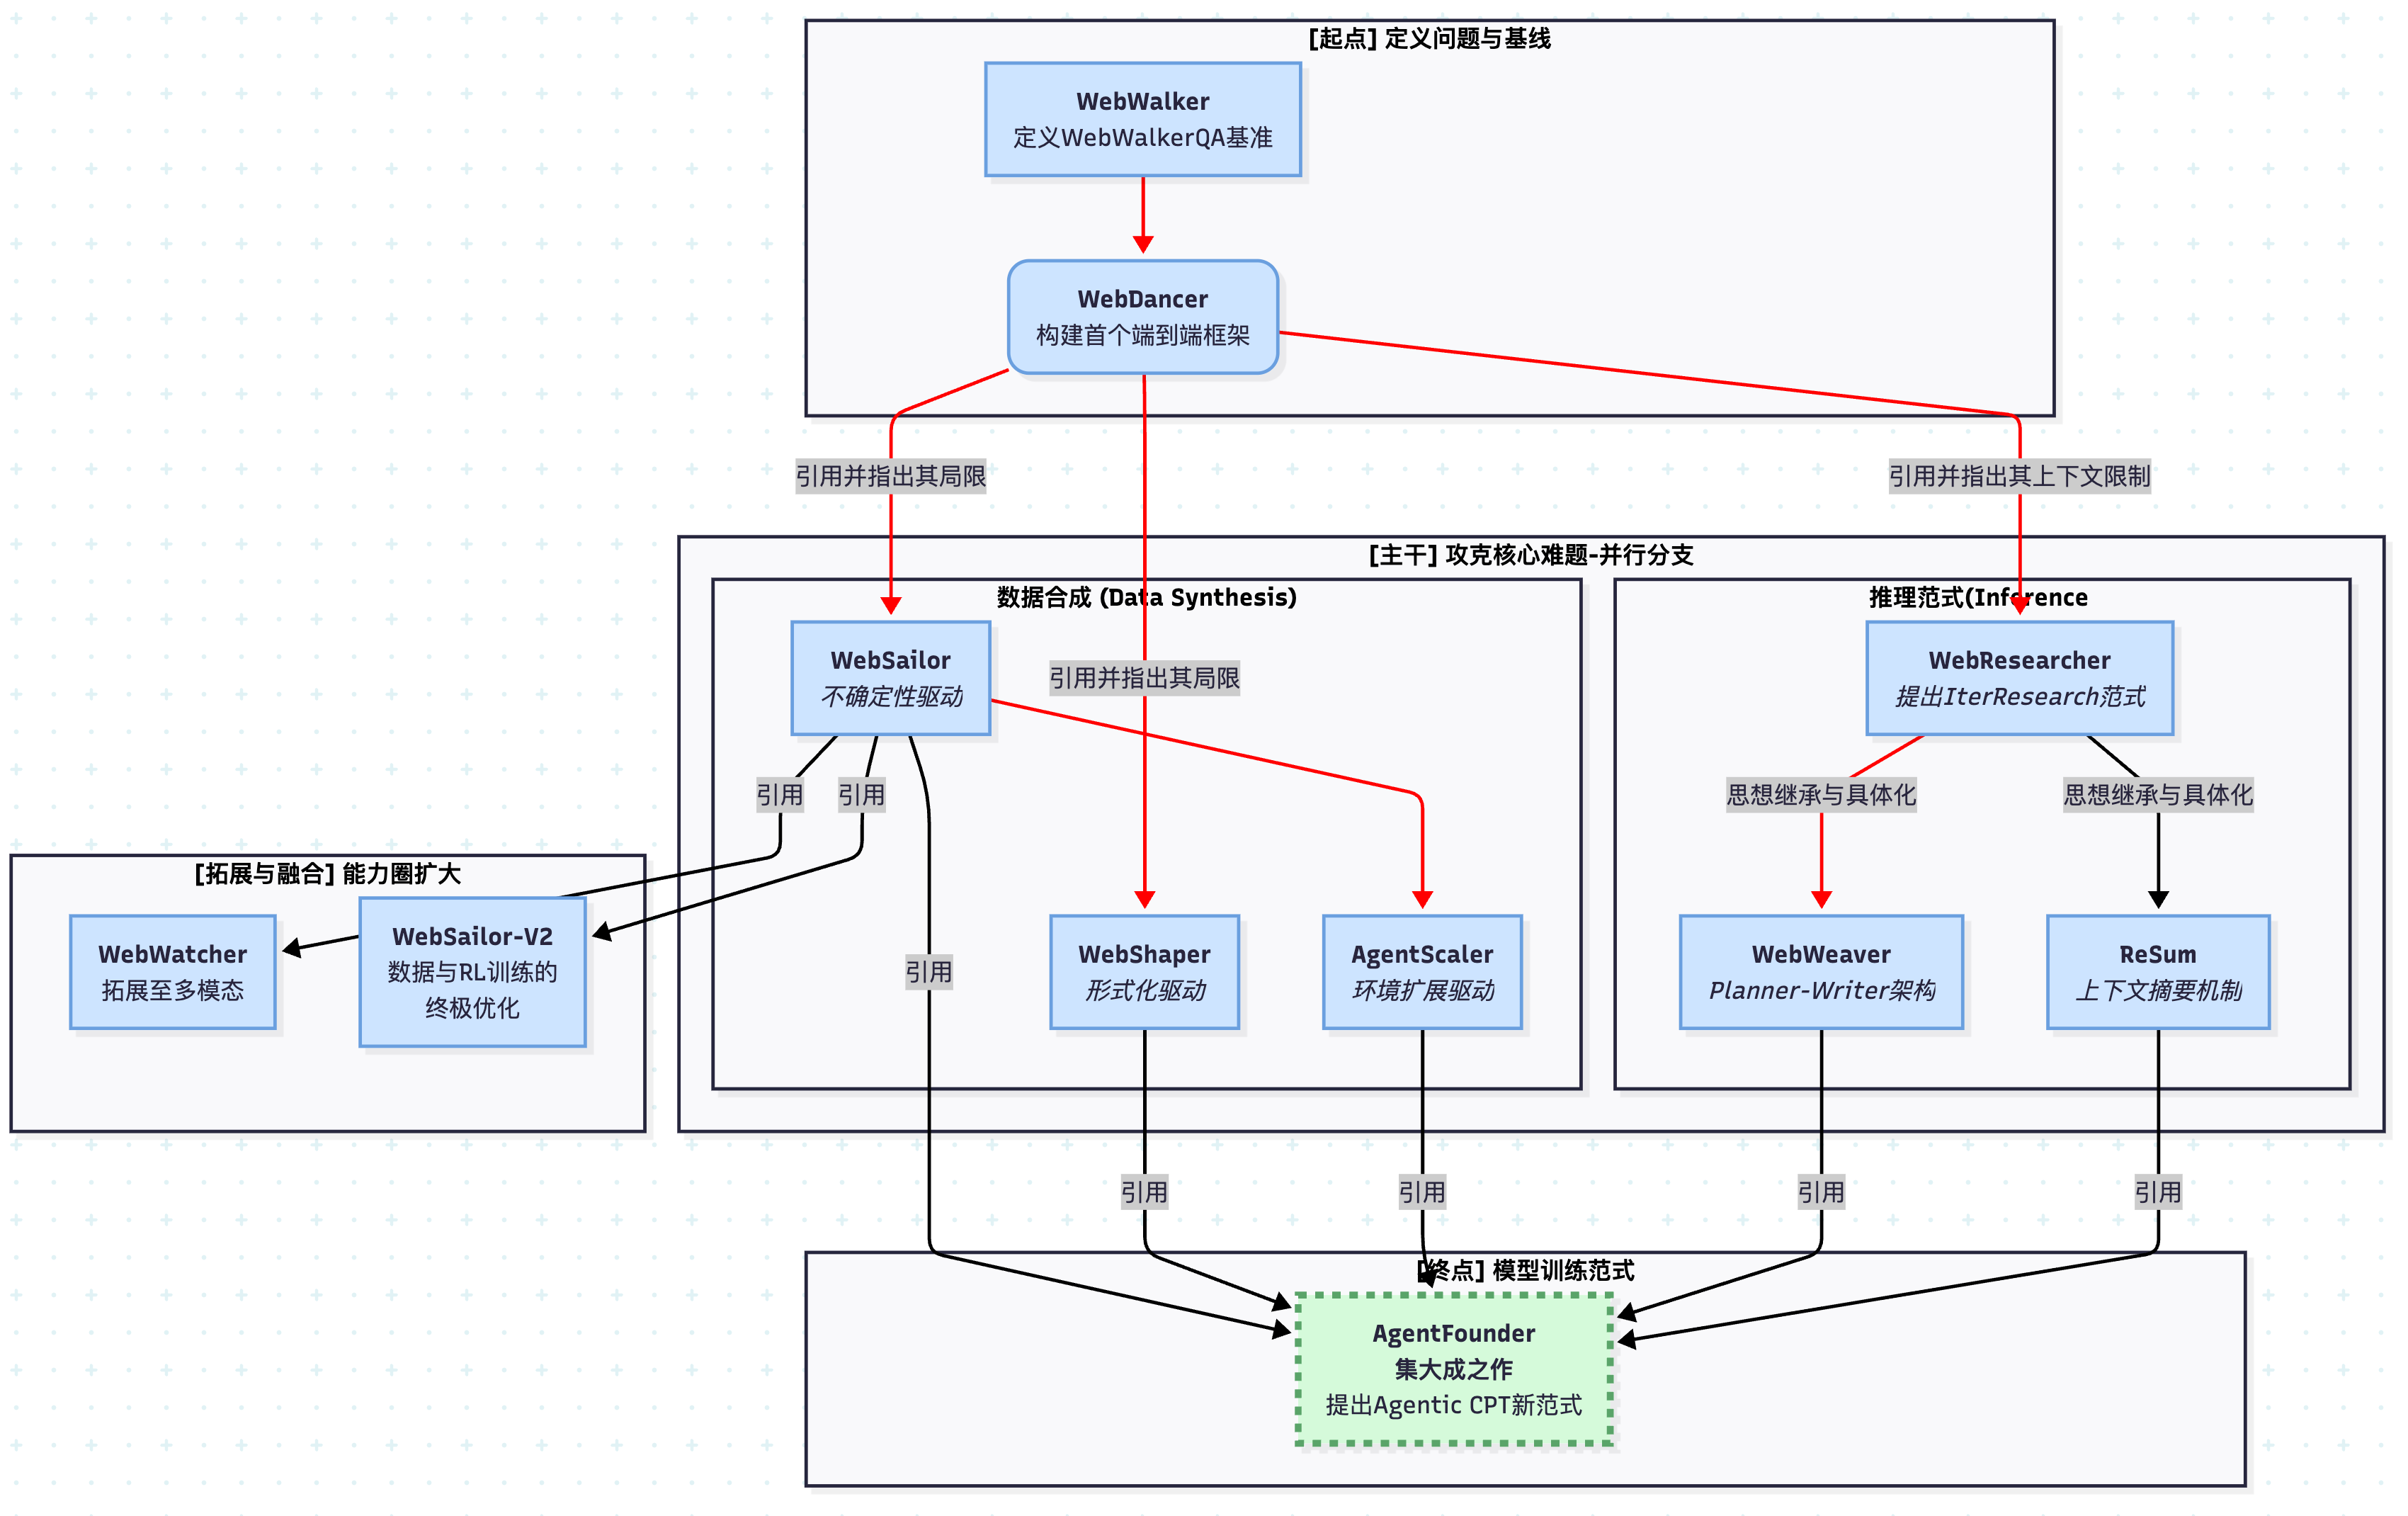 [起点] 定义问题与基线
WebWalker
定义WebWalkerQA基准
WebDancer
构建首个端到端框架
引用并指出其局限
引用并指出其上下文限制
[主干] 攻克核心难题-并行分支
数据合成 (Data Synthesis)
推理范式(Inference
WebSailor
不确定性驱动
引用并指出其局限
WebResearcher
提出IterResearch范式
引用
引用
思想继承与具体化
思想继承与具体化
[拓展与融合] 能力圈扩大
WebWatcher
拓展至多模态
WebSailor-V2
数据与RL训练的
终极优化
引用
WebShaper
形式化驱动
AgentScaler
环境扩展驱动
WebWeaver
Planner-Writer架构
ReSum
上下文摘要机制
引用
引用
引用
引用
[终点] 模型训练范式
AgentFounder
集大成之作
提出Agentic CPT新范式